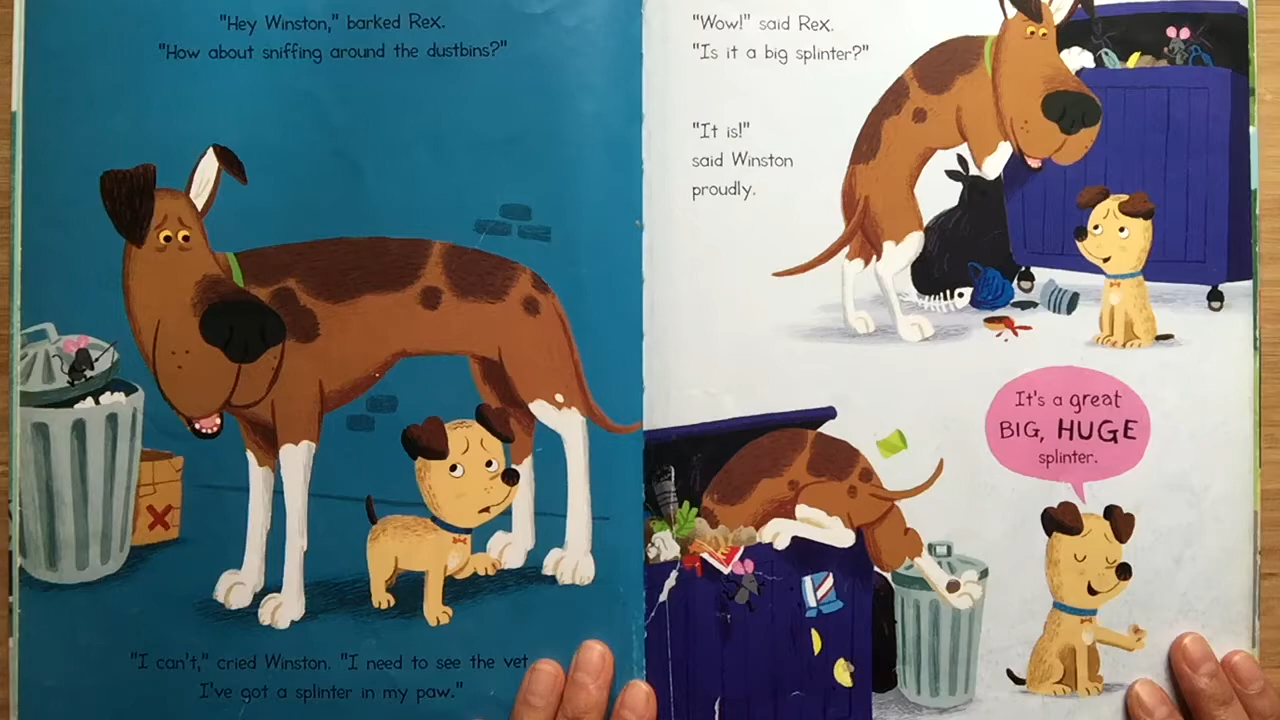 "Hey Winston," barked Rex.
"How about sniffing around the dustbins?"
"I can't," cried Winston. "I need to see the vet
I've got a splinter in my paw."
"Wow!" said Rex.
"Is it a big splinter?"
"It is!"
said Winston
proudly.
It's a great
BIG, HUGE
splinter.